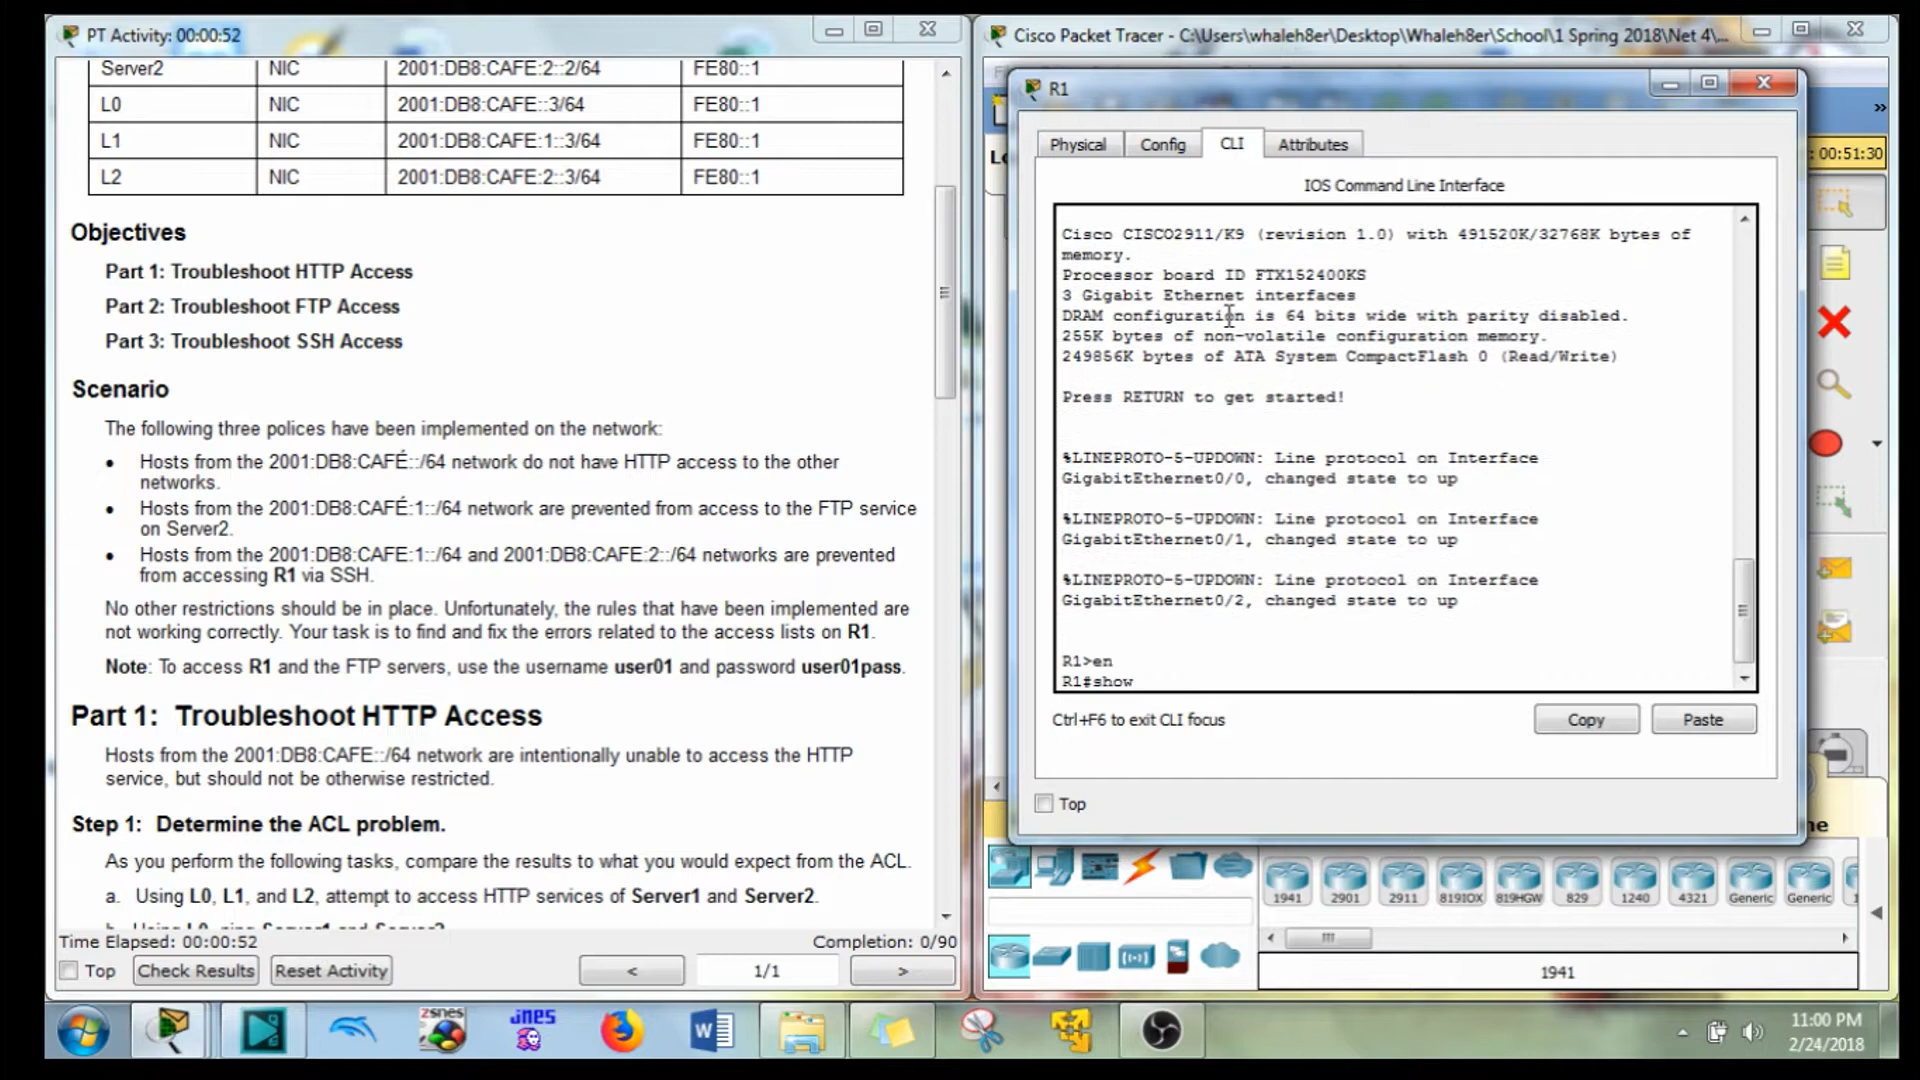 PT Activity: 00:00:52
Server2 NIC 2001:DB8:CAFE:2::2/64 FE80::1
L0 NIC 2001:DB8:CAFE::3/64 FE80::1
L1 NIC 2001:DB8:CAFE:1::3/64 FE80::1
L2 NIC 2001:DB8:CAFE:2::3/64 FE80::1
Objectives
Part 1: Troubleshoot HTTP Access
Part 2: Troubleshoot FTP Access
Part 3: Troubleshoot SSH Access
Scenario
The following three polices have been implemented on the network:
• Hosts from the 2001:DB8:CAFÉ::/64 network do not have HTTP access to the other
networks.
• Hosts from the 2001:DB8:CAFÉ:1::/64 network are prevented from access to the FTP service
on Server2.
• Hosts from the 2001:DB8:CAFE:1::/64 and 2001:DB8:CAFE:2::/64 networks are prevented
from accessing R1 via SSH.
No other restrictions should be in place. Unfortunately, the rules that have been implemented are
not working correctly. Your task is to find and fix the errors related to the access lists on R1.
Note: To access R1 and the FTP servers, use the username user01 and password user01pass.
Part 1: Troubleshoot HTTP Access
Hosts from the 2001:DB8:CAFE::/64 network are intentionally unable to access the HTTP
service, but should not be otherwise restricted.
Step 1: Determine the ACL problem.
As you perform the following tasks, compare the results to what you would expect from the ACL.
a. Using L0, L1, and L2, attempt to access HTTP services of Server1 and Server2.
b. Using L0, ping Server1 and Server2.
Time Elapsed: 00:00:52 Completion: 0/90
Top Check Results Reset Activity < 1/1 >
Cisco Packet Tracer - C:\Users\whaleh8er\Desktop\Whaleh8er\School\1 Spring 2018\Net 4\...
»
: 00:51:30
R1
Physical Config CLI Attributes
IOS Command Line Interface
Cisco CISCO2911/K9 (revision 1.0) with 491520K/32768K bytes of
memory.
Processor board ID FTX152400KS
3 Gigabit Ethernet interfaces
DRAM configuration is 64 bits wide with parity disabled.
255K bytes of non-volatile configuration memory.
249856K bytes of ATA System CompactFlash 0 (Read/Write)
Press RETURN to get started!
%LINEPROTO-5-UPDOWN: Line protocol on Interface
GigabitEthernet0/0, changed state to up
%LINEPROTO-5-UPDOWN: Line protocol on Interface
GigabitEthernet0/1, changed state to up
%LINEPROTO-5-UPDOWN: Line protocol on Interface
GigabitEthernet0/2, changed state to up
R1>en
R1#show
Ctrl+F6 to exit CLI focus Copy Paste
Top
1941 2901 2911 819IOX 819HGW 829 1240 4321 Generic Generic
1941
zsnes jnes W
11:00 PM
2/24/2018